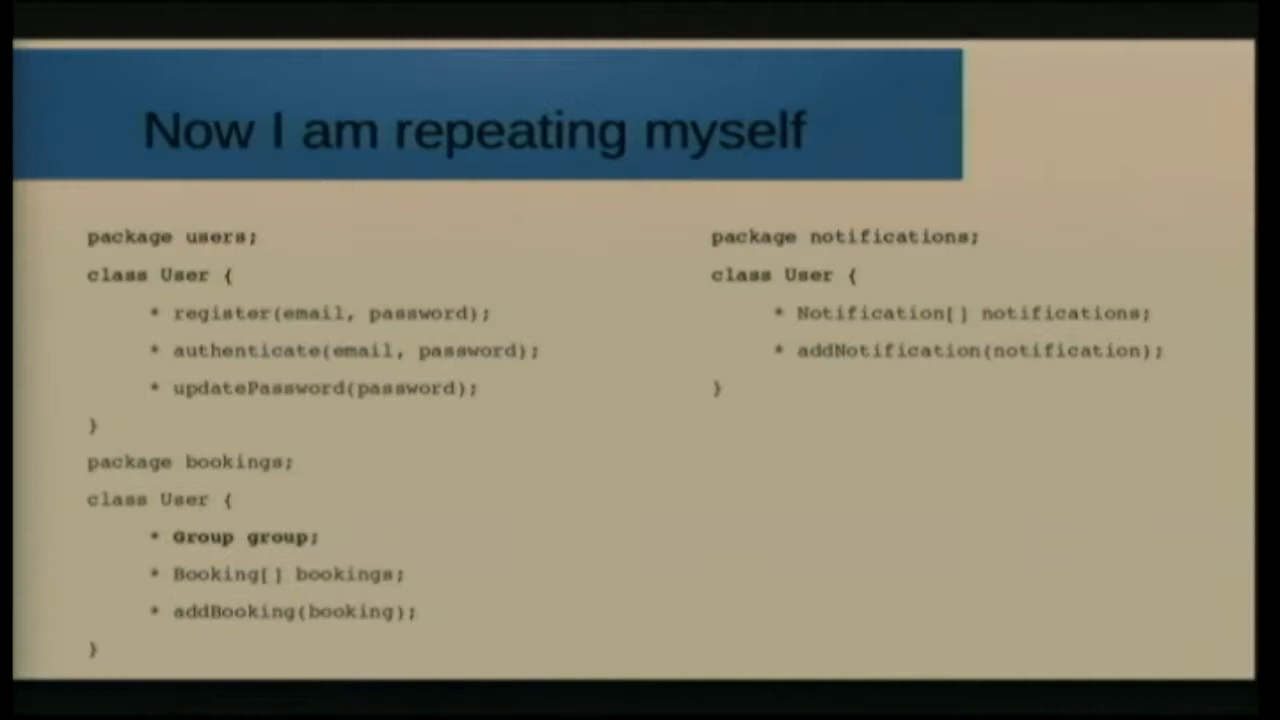 Now I am repeating myself
package users;
class User {
* register(email, password);
* authenticate(email, password);
* updatePassword(password);
}
package bookings;
class User {
* Group group;
* Booking[] bookings;
* addBooking(booking);
}
package notifications;
class User {
* Notification[] notifications;
* addNotification(notification);
}